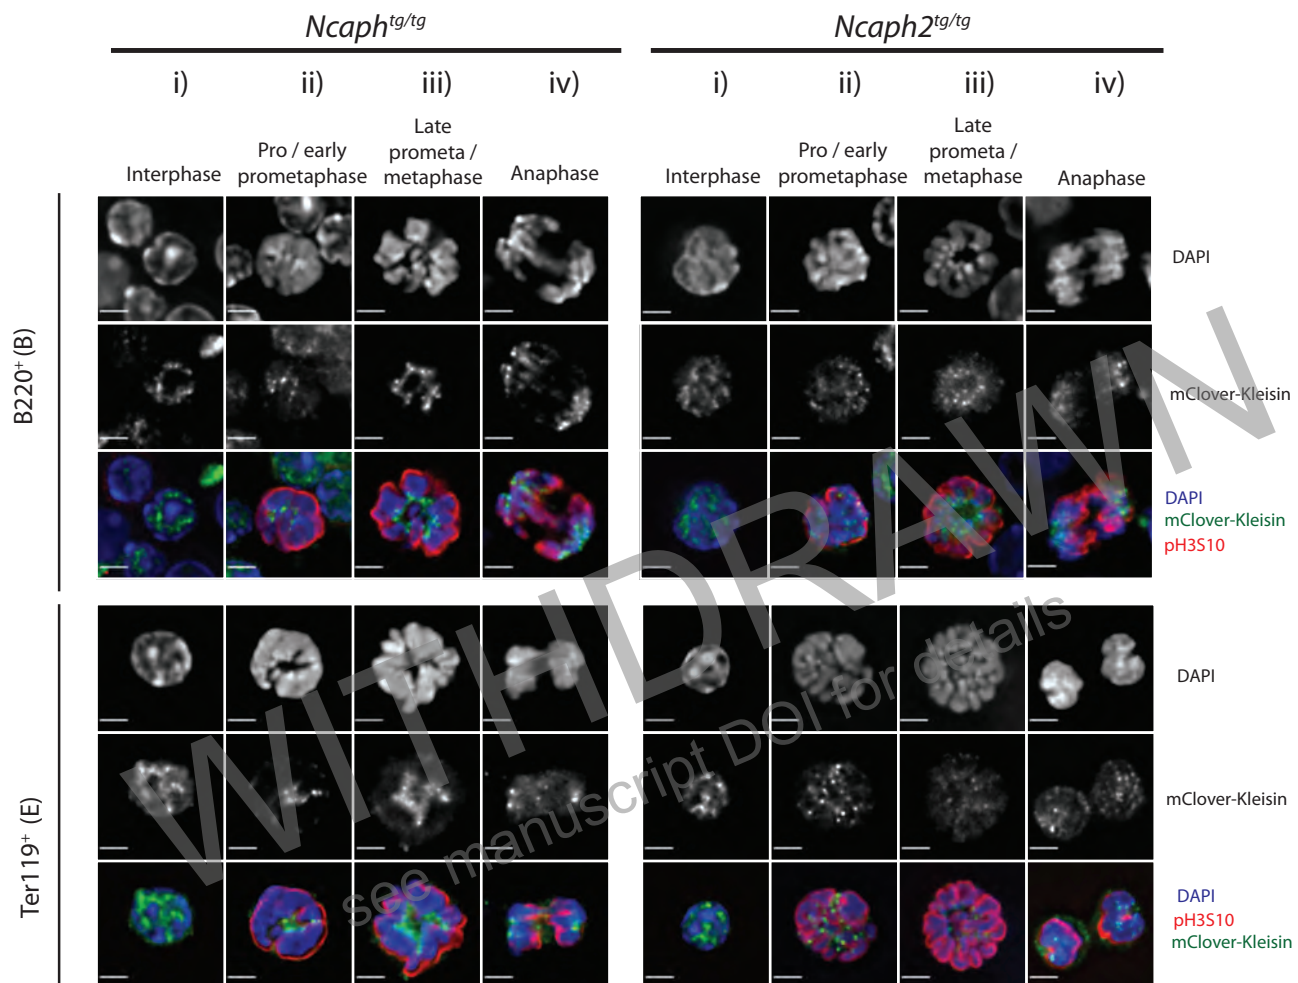 Ncaph^tg/tg
Ncaph2^tg/tg
i)
ii)
iii)
iv)
i)
ii)
iii)
iv)
Interphase
Pro / early
prometaphase
Late
prometa /
metaphase
Anaphase
Interphase
Pro / early
prometaphase
Late
prometa /
metaphase
Anaphase
B220⁺ (B)
DAPI
mClover-Kleisin
DAPI
mClover-Kleisin
pH3S10
Ter119⁺ (E)
DAPI
mClover-Kleisin
DAPI
pH3S10
mClover-Kleisin
WITHDRAWN
see manuscript DOI for details